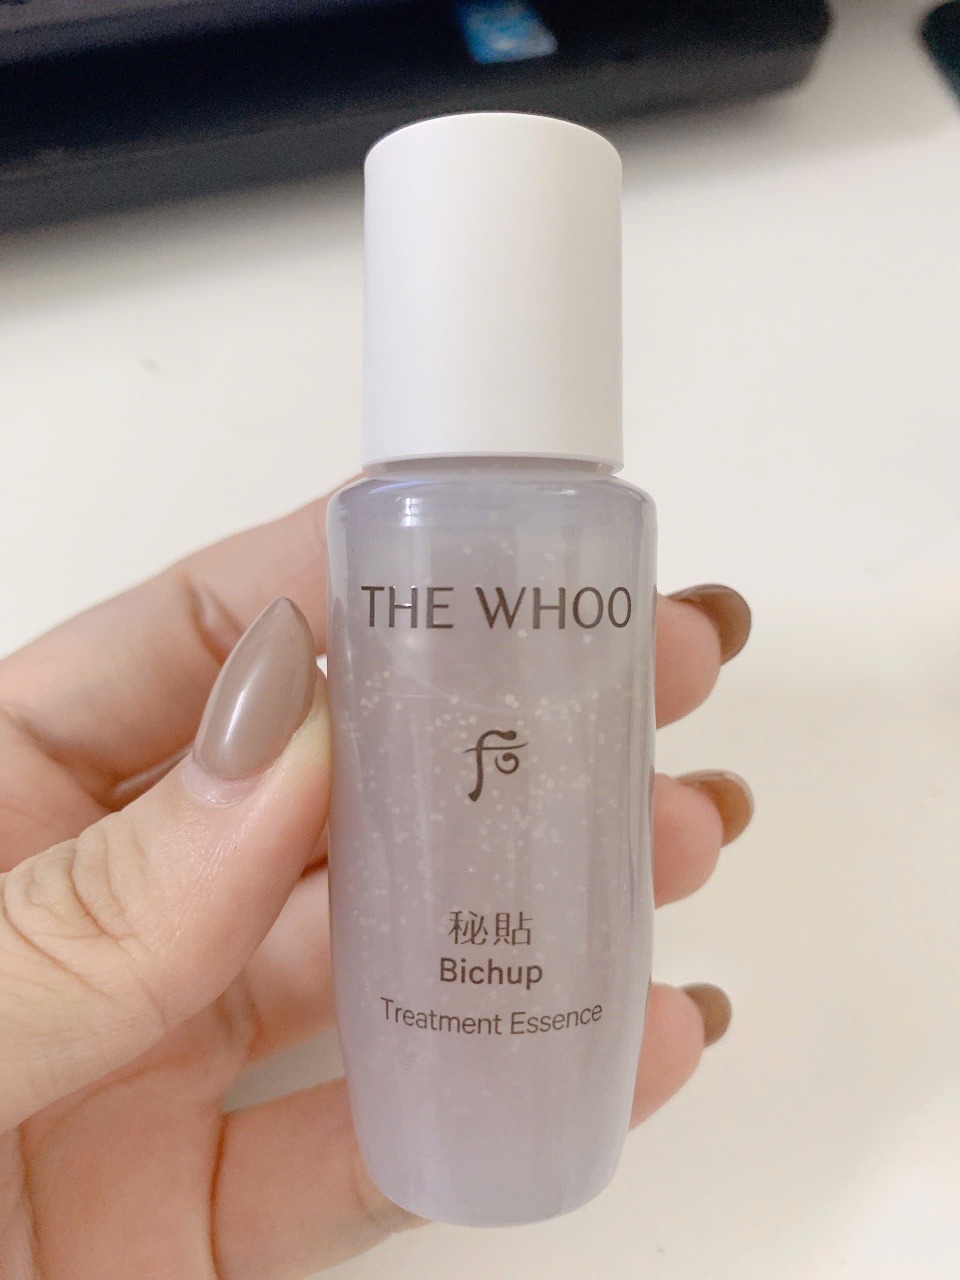 THE WHOO
秘貼
Bichup
Treatment Essence